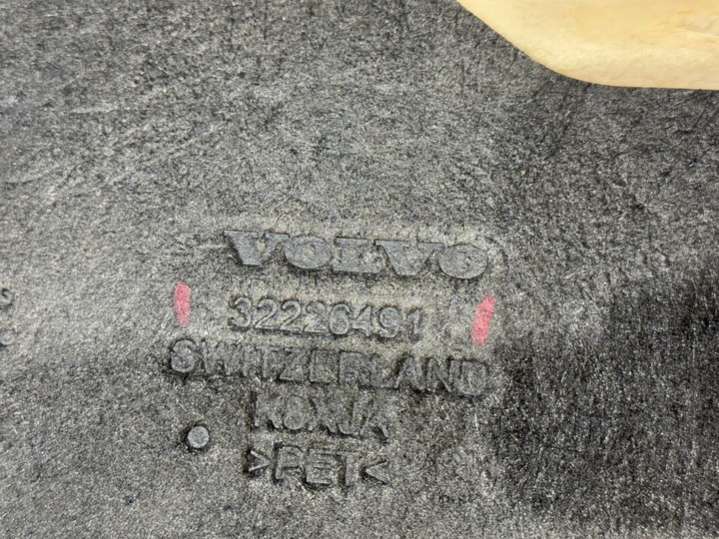 VOLVO
32226491
SWITZERLAND
K8XJA
>PET<